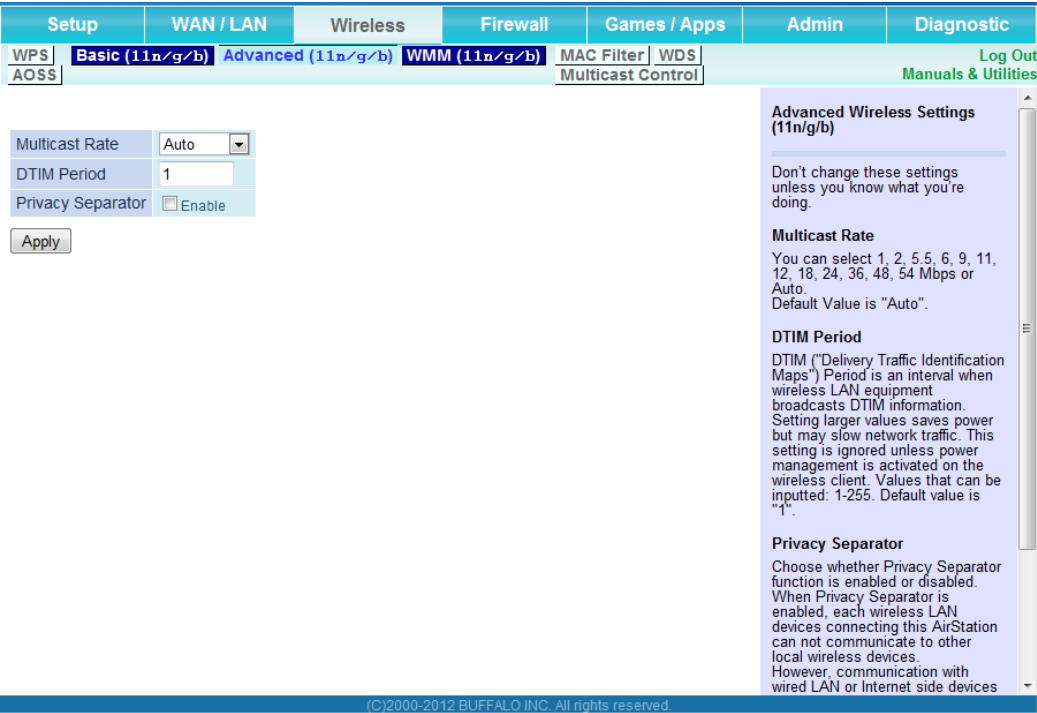 Setup WAN / LAN Wireless Firewall Games / Apps Admin Diagnostic
WPS Basic (11n/g/b) Advanced (11n/g/b) WMM (11n/g/b) MAC Filter WDS Log Out
AOSS Multicast Control Manuals & Utilities
Multicast Rate Auto
DTIM Period 1
Privacy Separator Enable
Apply
Advanced Wireless Settings
(11n/g/b)
Don't change these settings
unless you know what you're
doing.
Multicast Rate
You can select 1, 2, 5.5, 6, 9, 11,
12, 18, 24, 36, 48, 54 Mbps or
Auto.
Default Value is "Auto".
DTIM Period
DTIM ("Delivery Traffic Identification
Maps") Period is an interval when
wireless LAN equipment
broadcasts DTIM information.
Setting larger values saves power
but may slow network traffic. This
setting is ignored unless power
management is activated on the
wireless client. Values that can be
inputted: 1-255. Default value is
"1".
Privacy Separator
Choose whether Privacy Separator
function is enabled or disabled.
When Privacy Separator is
enabled, each wireless LAN
devices connecting this AirStation
can not communicate to other
local wireless devices.
However, communication with
wired LAN or Internet side devices
(C)2000-2012 BUFFALO INC. All rights reserved.